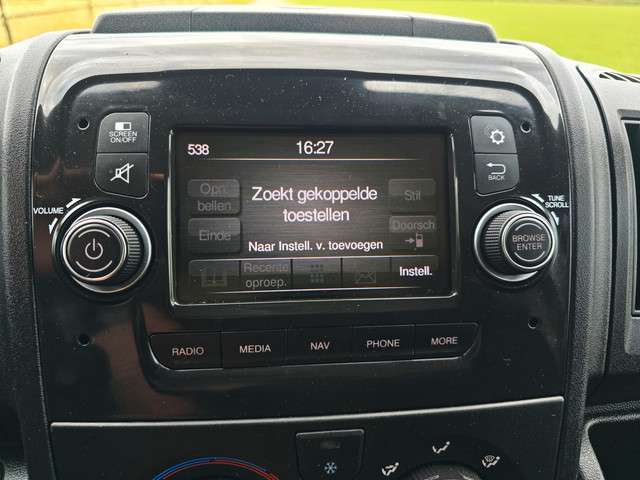 SCREEN
ON/OFF
538
16:27
Opn.
bellen
Zoekt gekoppelde
toestellen
Stil
BACK
VOLUME
Einde
Naar Instell. v. toevoegen
Doorsch
TUNE
SCROLL
BROWSE
ENTER
Recente
oproep.
Instell.
RADIO
MEDIA
NAV
PHONE
MORE